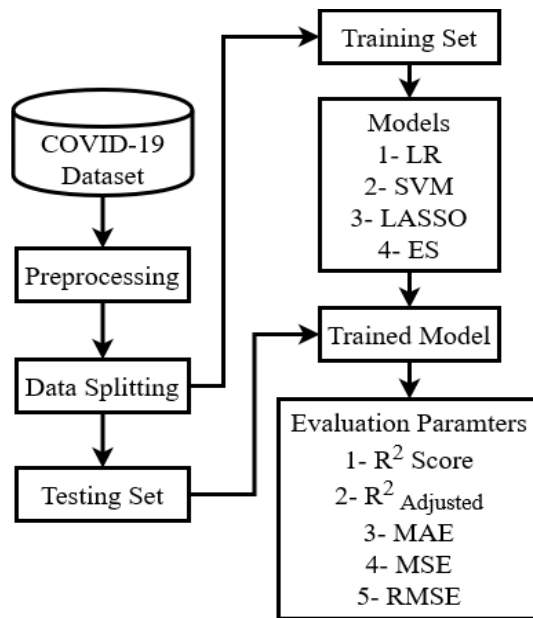 COVID-19
Dataset
Preprocessing
Data Splitting
Testing Set
Training Set
Models
1- LR
2- SVM
3- LASSO
4- ES
Trained Model
Evaluation Paramters
1- R² Score
2- R² Adjusted
3- MAE
4- MSE
5- RMSE